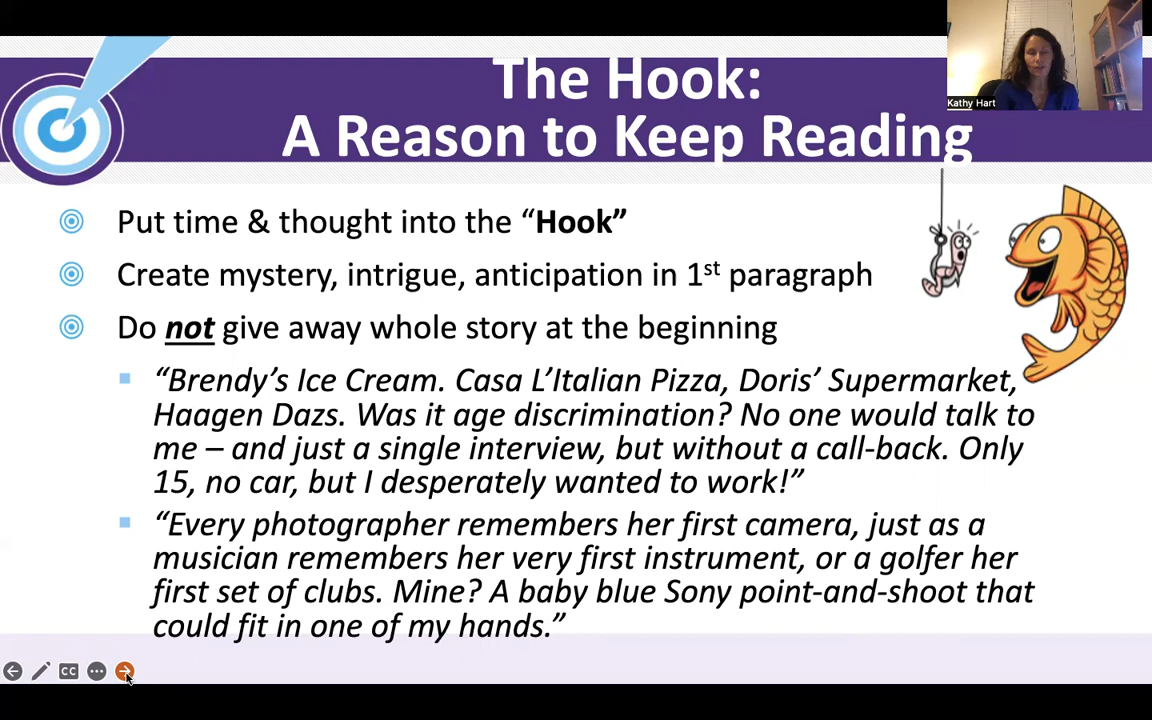 The Hook:
A Reason to Keep Reading
Kathy Hart
Put time & thought into the “Hook”
Create mystery, intrigue, anticipation in 1st paragraph
Do not give away whole story at the beginning
“Brendy’s Ice Cream. Casa L’Italian Pizza, Doris’ Supermarket,
Haagen Dazs. Was it age discrimination? No one would talk to
me – and just a single interview, but without a call-back. Only
15, no car, but I desperately wanted to work!”
“Every photographer remembers her first camera, just as a
musician remembers her very first instrument, or a golfer her
first set of clubs. Mine? A baby blue Sony point-and-shoot that
could fit in one of my hands.”
CC